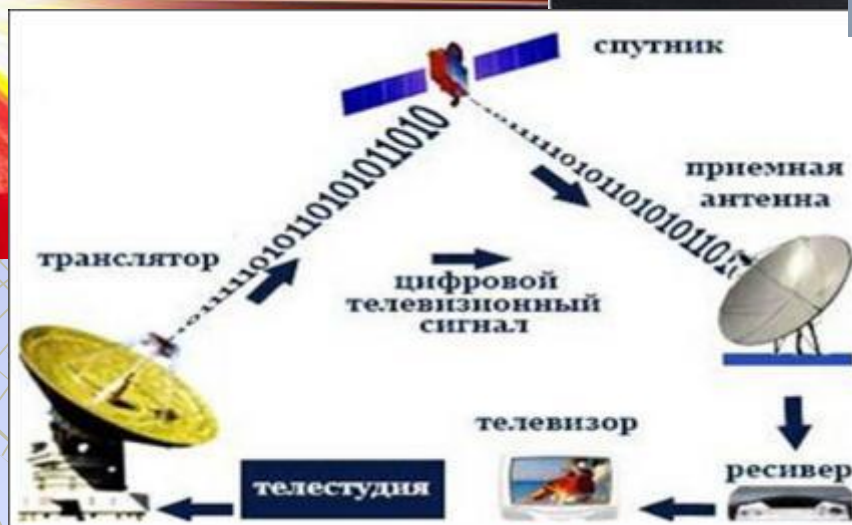 спутник
приемная
антенна
транслятор
цифровой
телевизионный
сигнал
телевизор
ресивер
телестудия